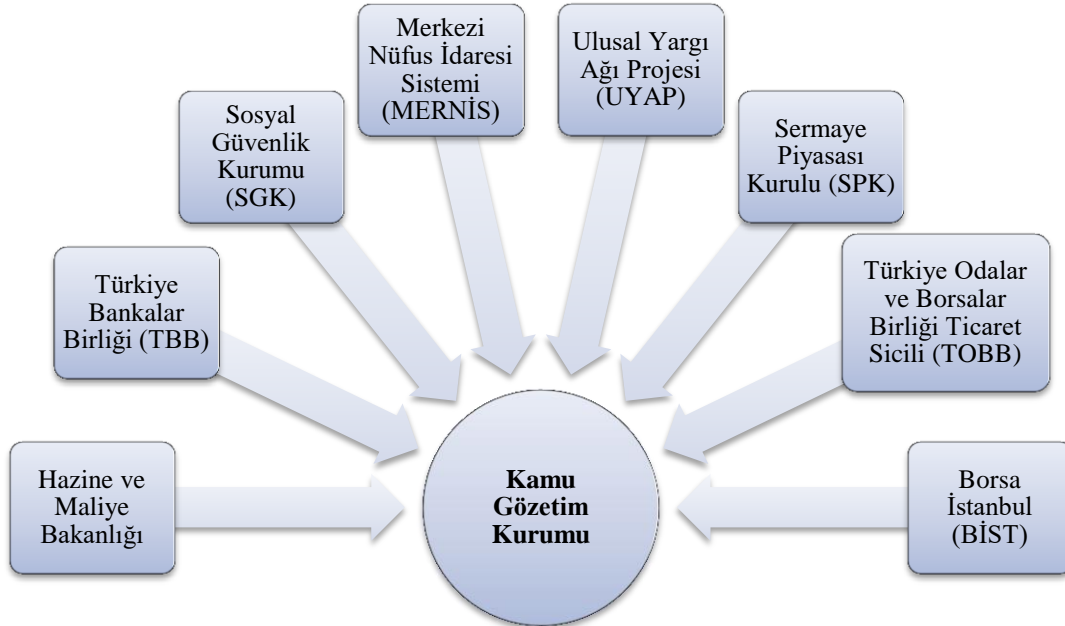 Merkezi
Nüfus İdaresi
Sistemi
(MERNİS)
Ulusal Yargı
Ağı Projesi
(UYAP)
Sosyal
Güvenlik
Kurumu
(SGK)
Sermaye
Piyasası
Kurulu (SPK)
Türkiye
Bankalar
Birliği (TBB)
Türkiye Odalar
ve Borsalar
Birliği Ticaret
Sicili (TOBB)
Hazine ve
Maliye
Bakanlığı
Kamu
Gözetim
Kurumu
Borsa
İstanbul
(BİST)